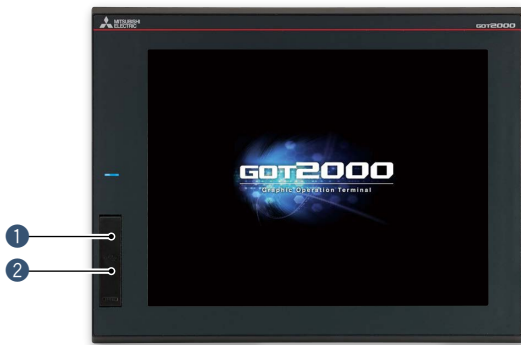 MITSUBISHI
ELECTRIC
GOT2000
GOT2000
Graphic Operation Terminal
1
2